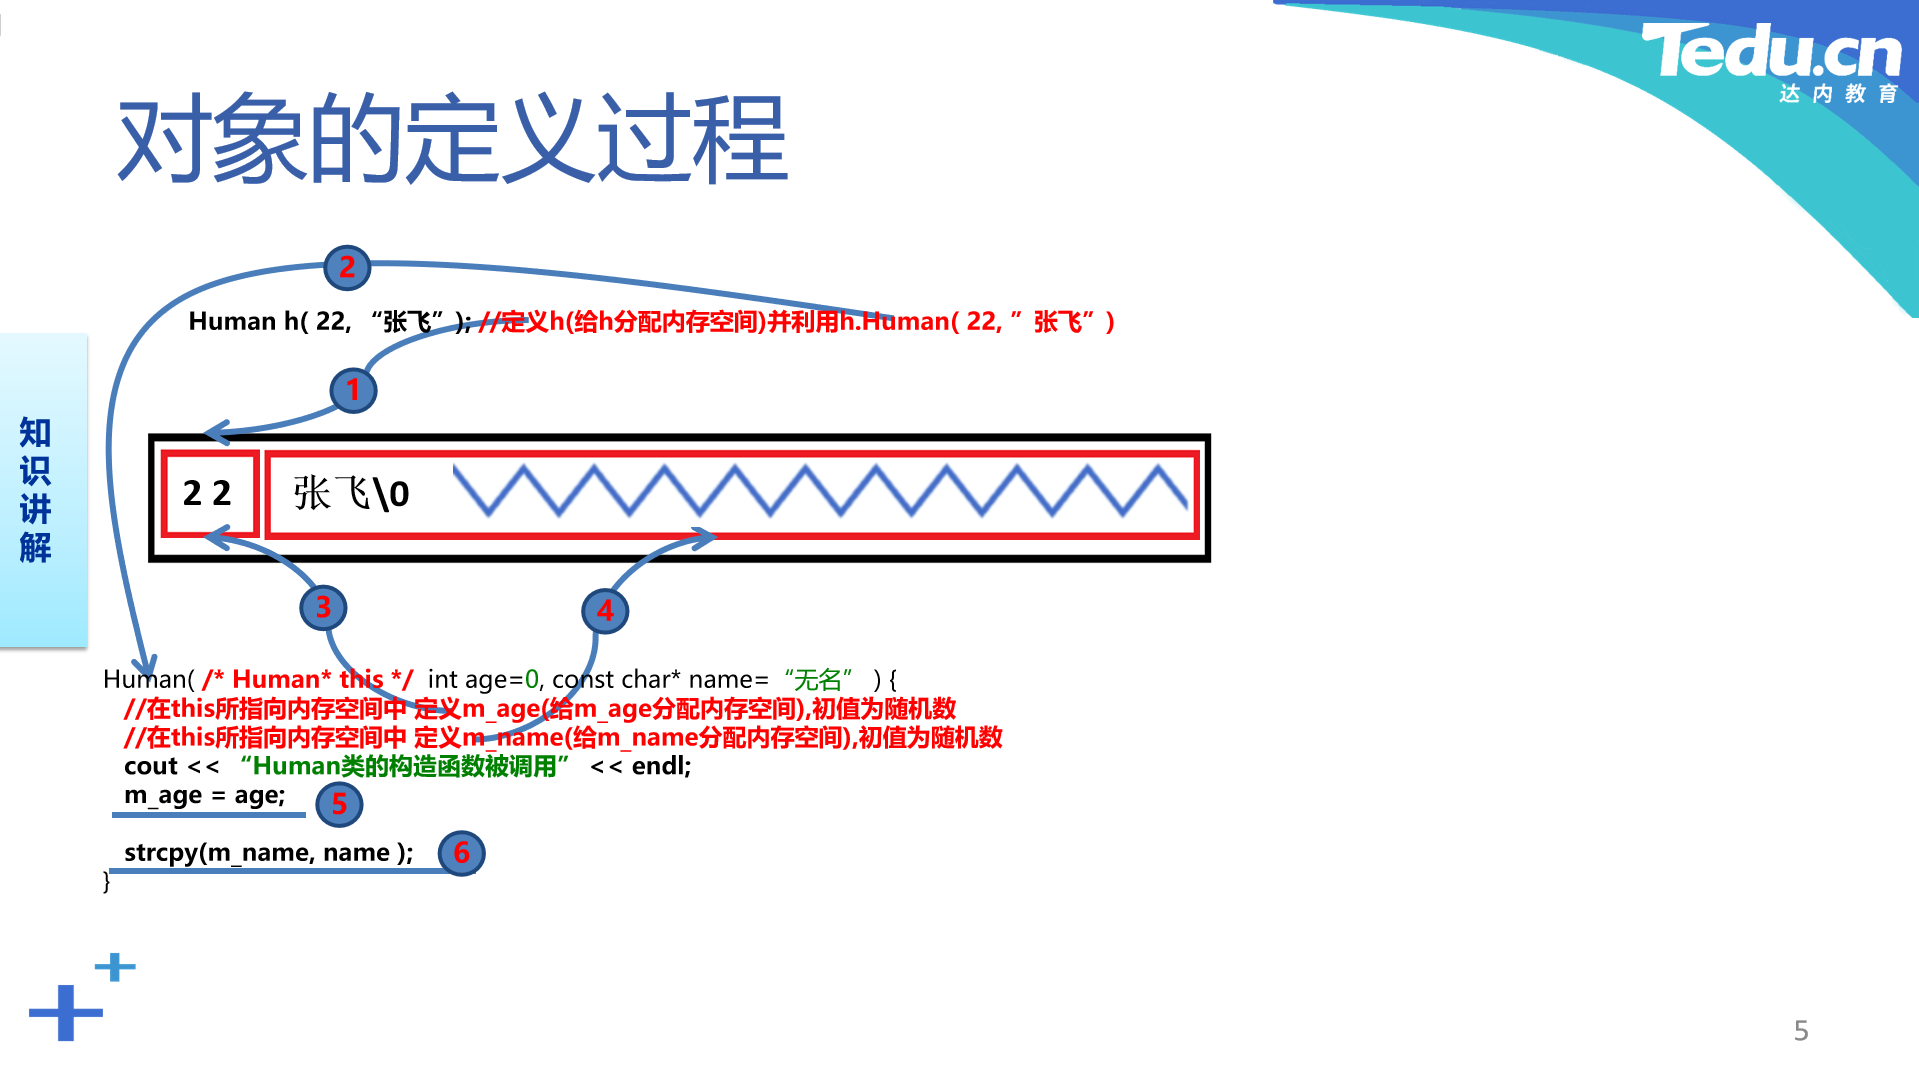 Tedu.cn
达内教育
对象的定义过程
2
Human h( 22, “张飞” ); //定义h(给h分配内存空间)并利用h.Human( 22, ” 张飞” )
1
知识讲解
2 2 张飞\0
3 4
Human( /* Human* this */ int age=0, const char* name= “无名” ) {
//在this所指向内存空间中 定义m_age(给m_age分配内存空间),初值为随机数
//在this所指向内存空间中 定义m_name(给m_name分配内存空间),初值为随机数
cout << “Human类的构造函数被调用” << endl;
m_age = age; 5
strcpy(m_name, name ); 6
}
5